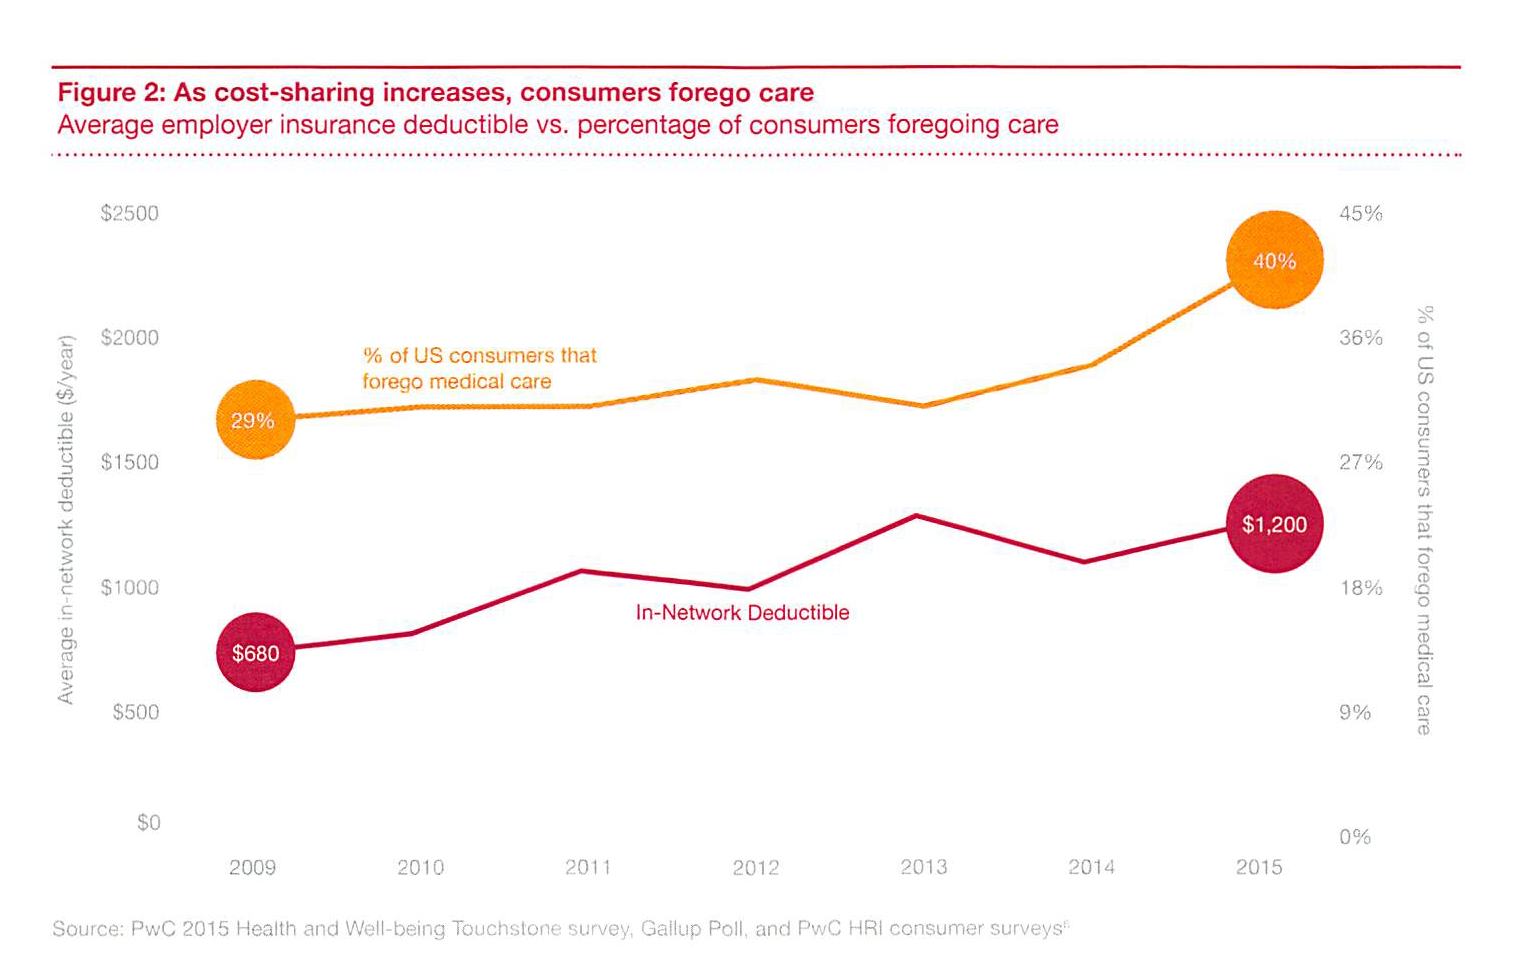 Figure 2: As cost-sharing increases, consumers forego care
Average employer insurance deductible vs. percentage of consumers foregoing care
$2500
45%
40%
$2000
36%
% of US consumers that
forego medical care
29%
$1500
27%
$1,200
$1000
18%
In-Network Deductible
$680
$500
9%
$0
0%
Average in-network deductible ($/year)
% of US consumers that forego medical care
2009 2010 2011 2012 2013 2014 2015
Source: PwC 2015 Health and Well-being Touchstone survey, Gallup Poll, and PwC HRI consumer surveys